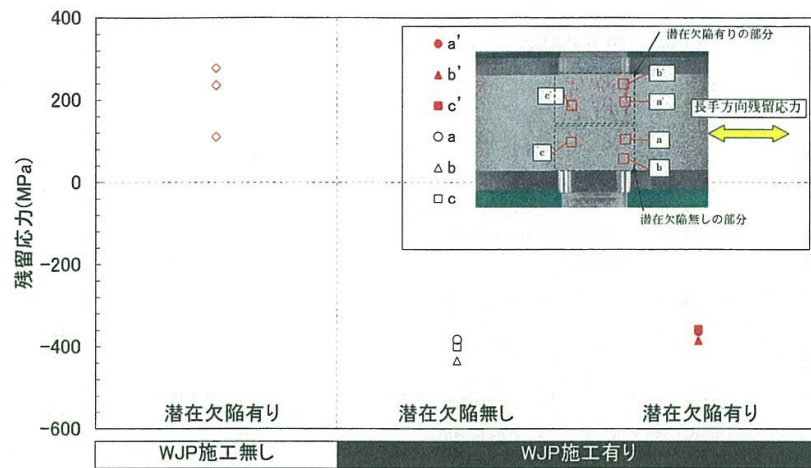 400
200
0
-200
-400
-600
残留応力(MPa)
a'
b'
c'
a
b
c
潜在欠陥有りの部分
b'
a'
c'
a
c
b
潜在欠陥無しの部分
長手方向残留応力
潜在欠陥有り
潜在欠陥無し
潜在欠陥有り
WJP施工無し
WJP施工有り